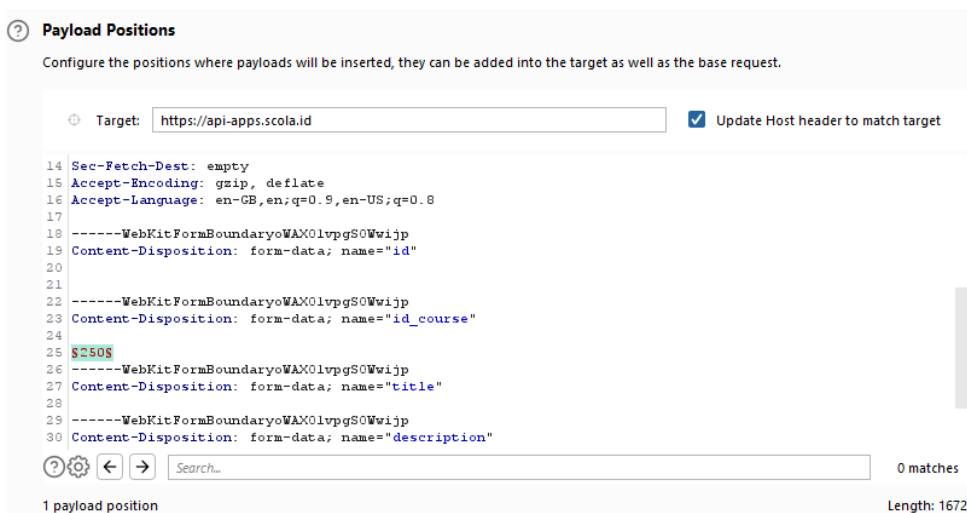 Payload Positions
Configure the positions where payloads will be inserted, they can be added into the target as well as the base request.
Target: https://api-apps.scola.id Update Host header to match target
14 Sec-Fetch-Dest: empty
15 Accept-Encoding: gzip, deflate
16 Accept-Language: en-GB,en;q=0.9,en-US;q=0.8
17
18 ------WebKitFormBoundaryoWAXOlvpgS0Wwijp
19 Content-Disposition: form-data; name="id"
20
21
22 ------WebKitFormBoundaryoWAXOlvpgS0Wwijp
23 Content-Disposition: form-data; name="id_course"
24
25 §250§
26 ------WebKitFormBoundaryoWAXOlvpgS0Wwijp
27 Content-Disposition: form-data; name="title"
28
29 ------WebKitFormBoundaryoWAXOlvpgS0Wwijp
30 Content-Disposition: form-data; name="description"
Search... 0 matches
1 payload position Length: 1672